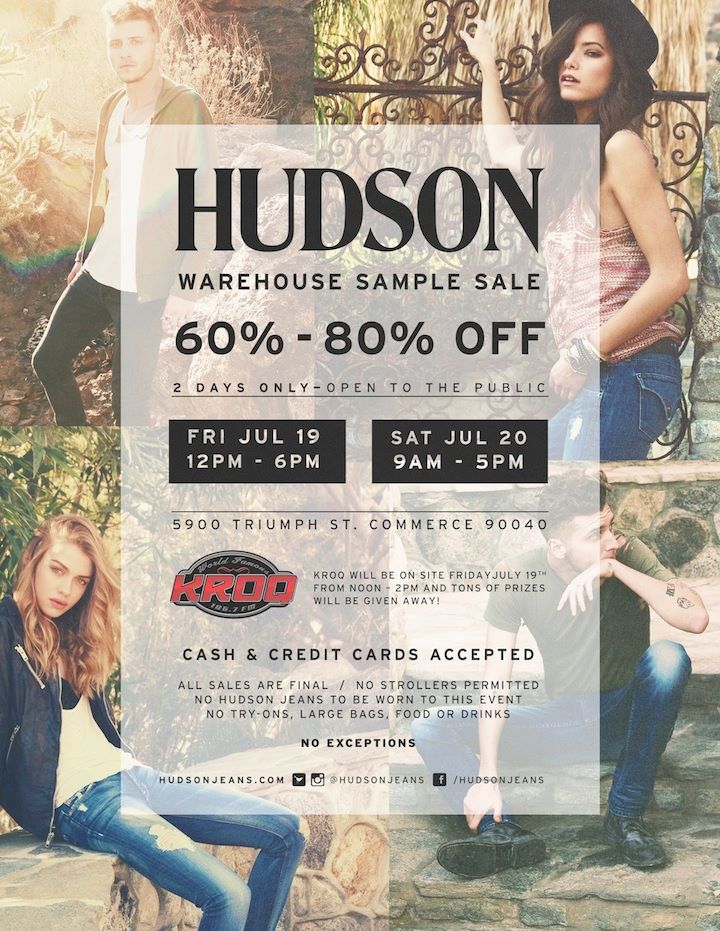 HUDSON
WAREHOUSE SAMPLE SALE
60% - 80% OFF
2 DAYS ONLY—OPEN TO THE PUBLIC
FRI JUL 19
12PM - 6PM
SAT JUL 20
9AM - 5PM
5900 TRIUMPH ST. COMMERCE 90040
World Famous
KROQ
106.7 FM
KROQ WILL BE ON SITE FRIDAYJULY 19TH
FROM NOON - 2PM AND TONS OF PRIZES
WILL BE GIVEN AWAY!
CASH & CREDIT CARDS ACCEPTED
ALL SALES ARE FINAL / NO STROLLERS PERMITTED
NO HUDSON JEANS TO BE WORN TO THIS EVENT
NO TRY-ONS, LARGE BAGS, FOOD OR DRINKS
NO EXCEPTIONS
HUDSONJEANS.COM @HUDSONJEANS /HUDSONJEANS